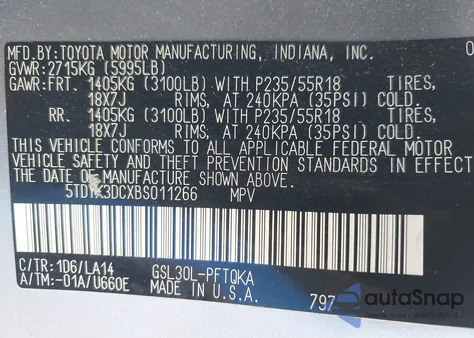 MFD.BY: TOYOTA MOTOR MANUFACTURING, INDIANA, INC. 0
GVWR: 2715KG (5995LB)
GAWR: FRT. 1405KG (3100LB) WITH P235/55R18 TIRES,
18X7J RIMS, AT 240KPA (35PSI) COLD.
RR. 1405KG (3100LB) WITH P235/55R18 TIRES,
18X7J RIMS, AT 240KPA (35PSI) COLD.
THIS VEHICLE CONFORMS TO ALL APPLICABLE FEDERAL MOTOR
VEHICLE SAFETY AND THEFT PREVENTION STANDARDS IN EFFECT
THE DATE OF MANUFACTURE SHOWN ABOVE.
MPV
C/TR: 1D6/LA14 GSL30L-PFTQKA
A/TM: -01A/U660E MADE IN U.S.A. 797
autoSnap